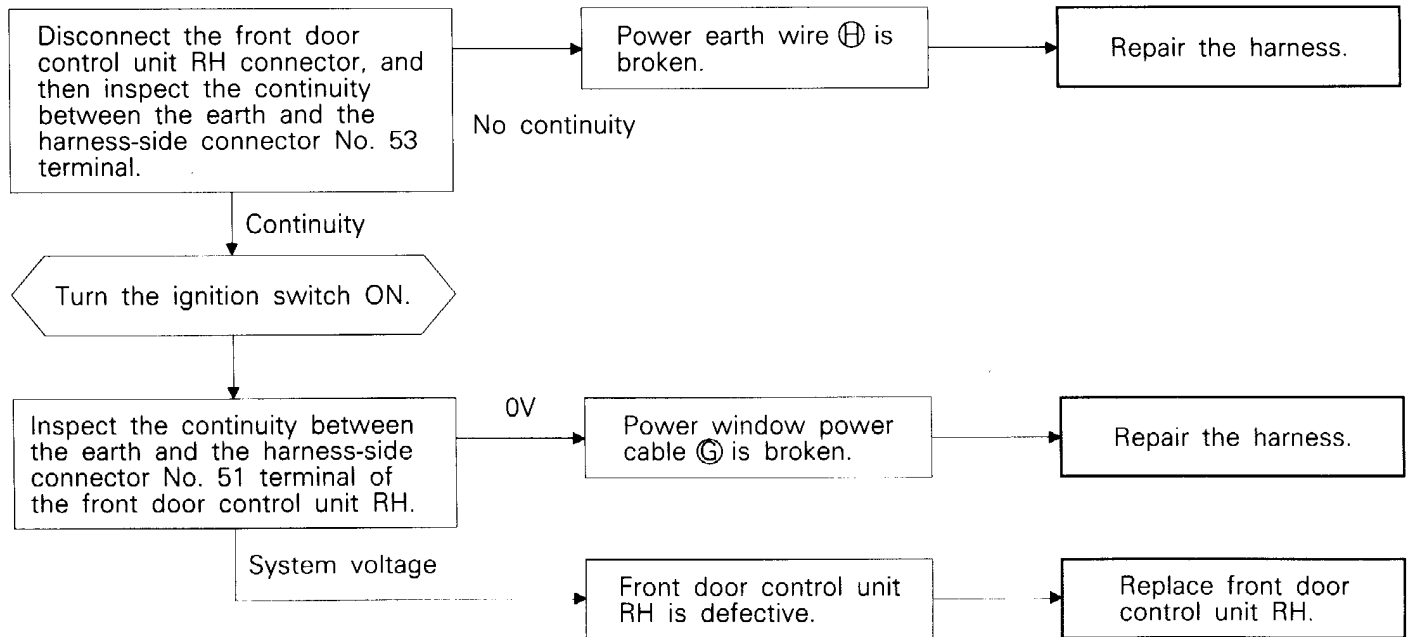 Disconnect the front door
control unit RH connector, and
then inspect the continuity
between the earth and the
harness-side connector No. 53
terminal.
No continuity
Power earth wire Ⓗ is
broken.
Repair the harness.
Continuity
Turn the ignition switch ON.
Inspect the continuity between
the earth and the harness-side
connector No. 51 terminal of
the front door control unit RH.
0V
Power window power
cable Ⓖ is broken.
Repair the harness.
System voltage
Front door control unit
RH is defective.
Replace front door
control unit RH.